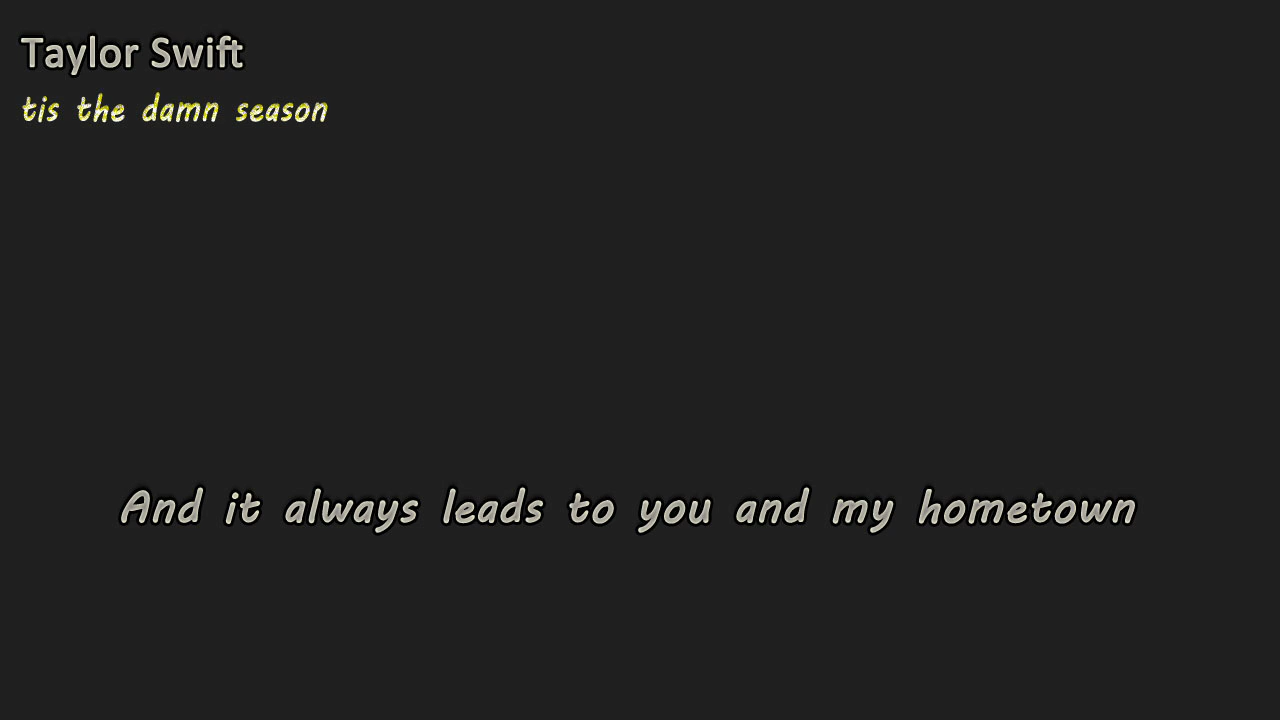 Taylor Swift
tis the damn season
And it always leads to you and my hometown